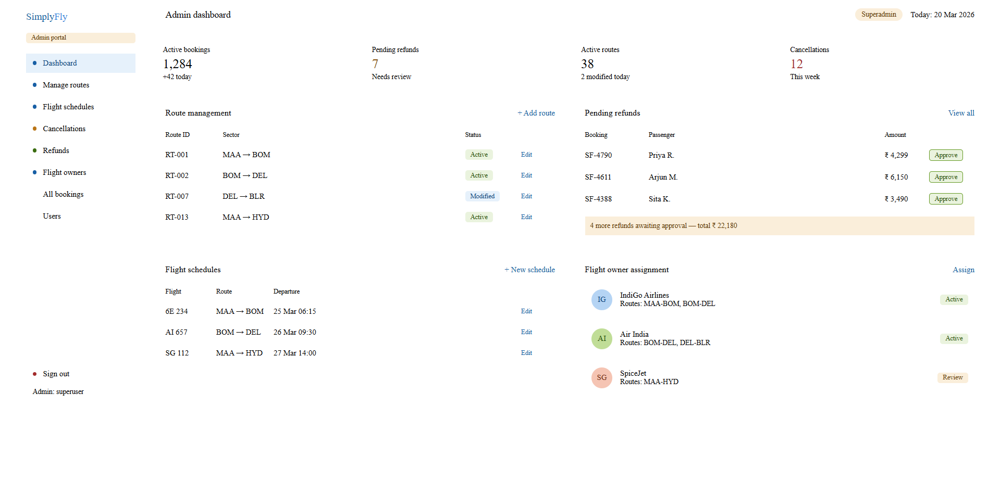 SimplyFly
Admin portal
Dashboard
Manage routes
Flight schedules
Cancellations
Refunds
Flight owners
All bookings
Users
Sign out
Admin: superuser
Admin dashboard
Superadmin Today: 20 Mar 2026
Active bookings
1,284
+42 today
Pending refunds
7
Needs review
Active routes
38
2 modified today
Cancellations
12
This week
Route management + Add route
Route ID Sector Status
RT-001 MAA → BOM Active Edit
RT-002 BOM → DEL Active Edit
RT-007 DEL → BLR Modified Edit
RT-013 MAA → HYD Active Edit
Pending refunds View all
Booking Passenger Amount
SF-4790 Priya R. ₹ 4,299 Approve
SF-4611 Arjun M. ₹ 6,150 Approve
SF-4388 Sita K. ₹ 3,490 Approve
4 more refunds awaiting approval — total ₹ 22,180
Flight schedules + New schedule
Flight Route Departure
6E 234 MAA → BOM 25 Mar 06:15 Edit
AI 657 BOM → DEL 26 Mar 09:30 Edit
SG 112 MAA → HYD 27 Mar 14:00 Edit
Flight owner assignment Assign
IG IndiGo Airlines Active
Routes: MAA-BOM, BOM-DEL
AI Air India Active
Routes: BOM-DEL, DEL-BLR
SG SpiceJet Review
Routes: MAA-HYD